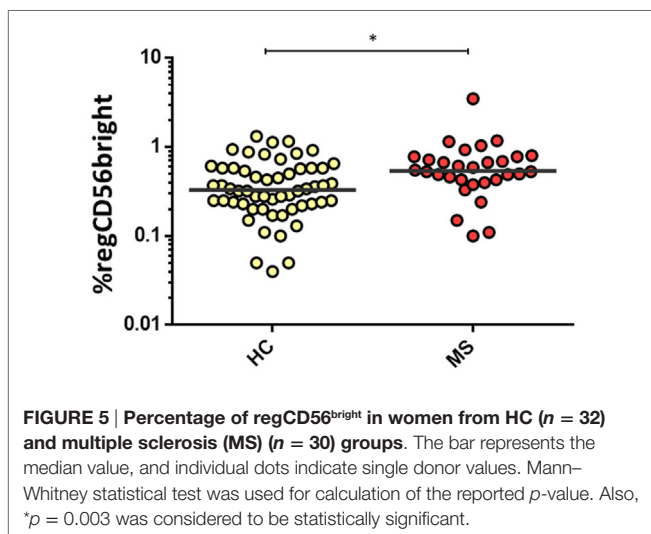 *
10
1
0.1
0.01
%regCD56bright
HC
MS
FIGURE 5 | Percentage of regCD56bright in women from HC (n = 32)
and multiple sclerosis (MS) (n = 30) groups. The bar represents the
median value, and individual dots indicate single donor values. Mann–
Whitney statistical test was used for calculation of the reported p-value. Also,
*p = 0.003 was considered to be statistically significant.